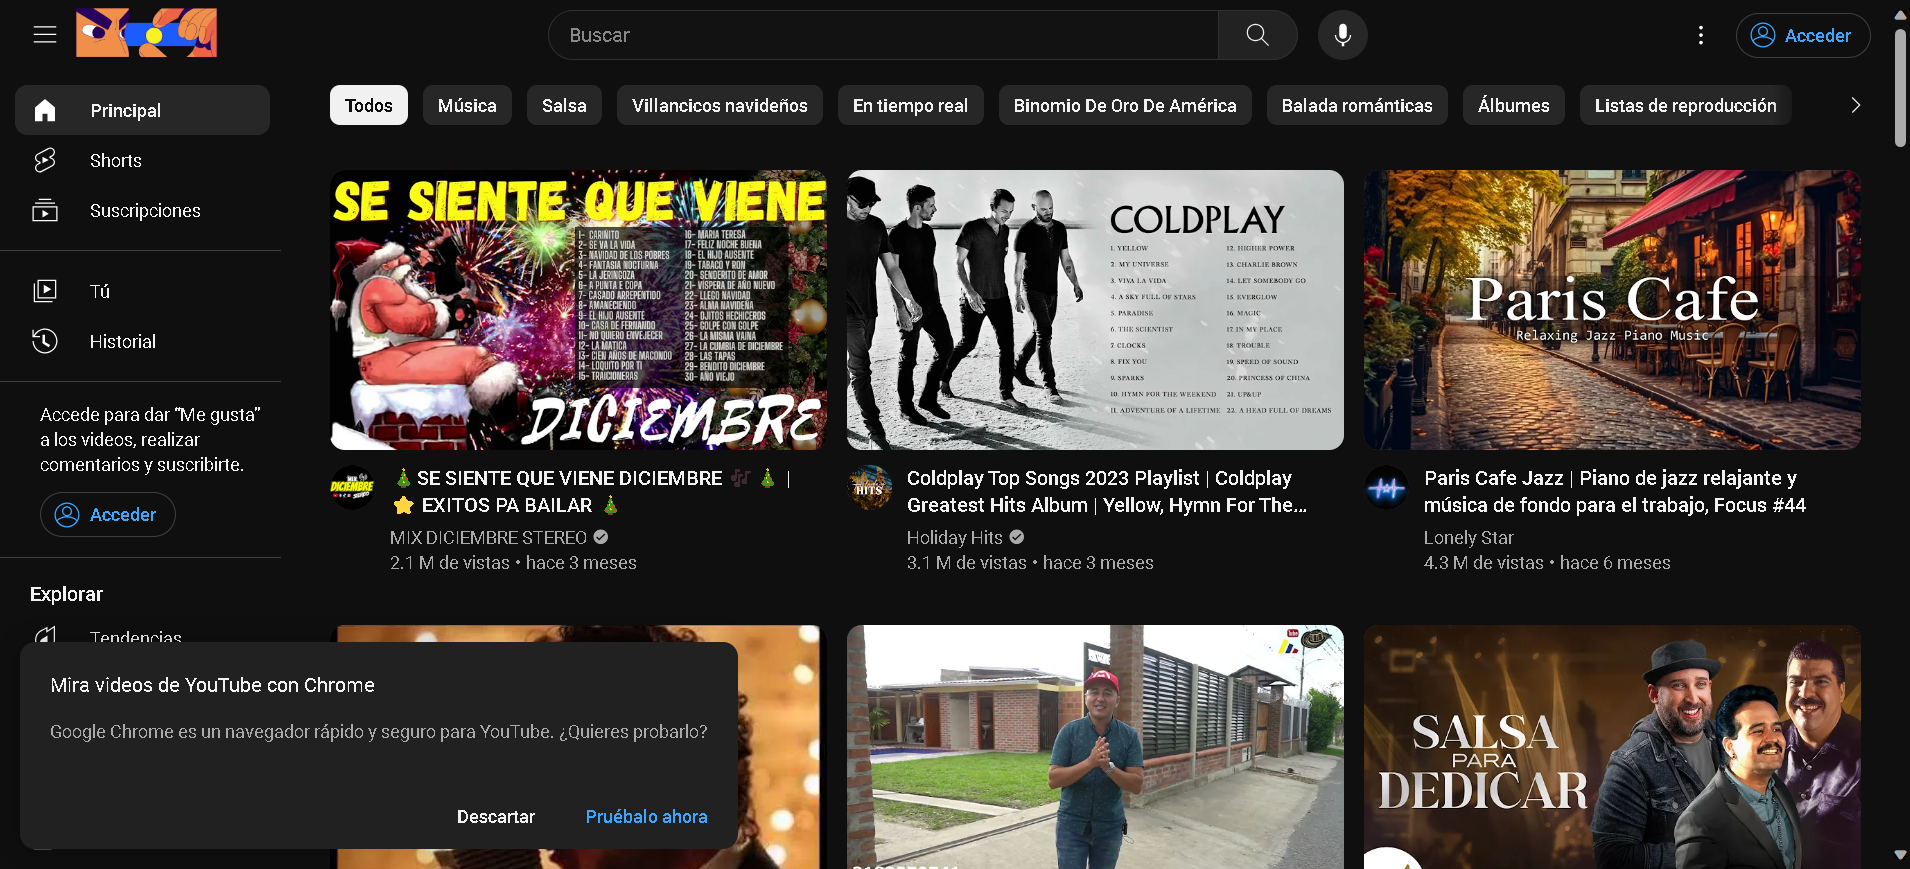 Buscar
Acceder
Principal
Shorts
Suscripciones
Tú
Historial
Accede para dar “Me gusta”
a los videos, realizar
comentarios y suscribirte.
Acceder
Explorar
Tendencias
Todos
Música
Salsa
Villancicos navideños
En tiempo real
Binomio De Oro De América
Balada románticas
Álbumes
Listas de reproducción
SE SIENTE QUE VIENE
1- CARIÑITO
2- SE VA LA VIDA
3- NAVIDAD DE LOS POBRES
4- FANTASIA NOCTURNA
5- LA JERINGOZA
6- A PUNTA E COPA
7- CASADO ARREPENTIDO
8- AMANECIENDO
9- EL HIJO AUSENTE
10- CASA DE FERNANDO
11- NO QUIERO ENVEJECER
12- LA MATICA
13- CIEN AÑOS DE MACONDO
14- LOQUITO POR TI
15- TRAICIONERAS
16- MARIA TERESA
17- FELIZ NOCHE BUENA
18- EL HIJO AUSENTE
19- TABACO Y RON
20- SENDERITO DE AMOR
21- VISPERA DE AÑO NUEVO
22- LLEGO NAVIDAD
23- ALMA NAVIDEÑA
24- OJITOS HECHICEROS
25- GOLPE CON GOLPE
26- LA MISMA VAINA
27- LA CUMBIA DE DICIEMBRE
28- LAS TAPAS
29- BENDITO DICIEMBRE
30- AÑO VIEJO
DICIEMBRE
DICIEMBRE
🎄 SE SIENTE QUE VIENE DICIEMBRE 🎶 🎄 |
⭐ EXITOS PA BAILAR 🎄
MIX DICIEMBRE STEREO
2.1 M de vistas • hace 3 meses
COLDPLAY
1. YELLOW
2. MY UNIVERSE
3. VIVA LA VIDA
4. A SKY FULL OF STARS
5. PARADISE
6. THE SCIENTIST
7. CLOCKS
8. FIX YOU
9. SPARKS
10. HYMN FOR THE WEEKEND
11. ADVENTURE OF A LIFETIME
12. HIGHER POWER
13. CHARLIE BROWN
14. LET SOMEBODY GO
15. EVERGLOW
16. MAGIC
17. IN MY PLACE
18. TROUBLE
19. SPEED OF SOUND
20. PRINCESS OF CHINA
21. UP&UP
22. A HEAD FULL OF DREAMS
HITS
Coldplay Top Songs 2023 Playlist | Coldplay
Greatest Hits Album | Yellow, Hymn For The...
Holiday Hits
3.1 M de vistas • hace 3 meses
Paris Cafe
Relaxing Jazz Piano Music
Paris Cafe Jazz | Piano de jazz relajante y
música de fondo para el trabajo, Focus #44
Lonely Star
4.3 M de vistas • hace 6 meses
Mira videos de YouTube con Chrome
Google Chrome es un navegador rápido y seguro para YouTube. ¿Quieres probarlo?
Descartar
Pruébalo ahora
SALSA
PARA
DEDICAR